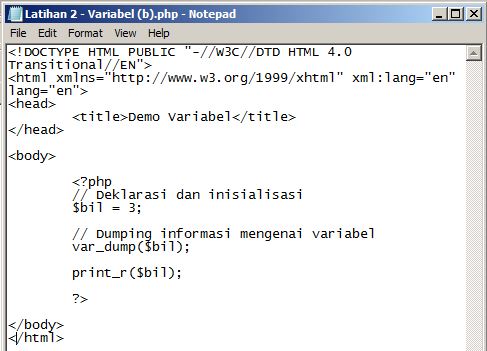 Latihan 2 - Variabel (b).php - Notepad
File Edit Format View Help
<!DOCTYPE HTML PUBLIC "-//W3C//DTD HTML 4.0
Transitional//EN">
<html xmlns="http://www.w3.org/1999/xhtml" xml:lang="en"
lang="en">
<head>
<title>Demo Variabel</title>
</head>
<body>
<?php
// Deklarasi dan inisialisasi
$bil = 3;
// Dumping informasi mengenai variabel
var_dump($bil);
print_r($bil);
?>
</body>
</html>